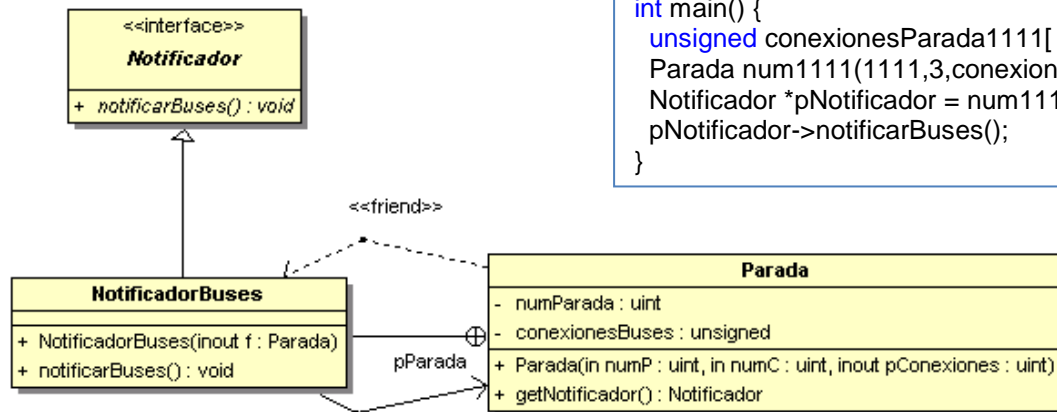 <<interface>>
Notificador
+ notificarBuses() : void
int main() {
unsigned conexionesParada1111[
Parada num1111(1111,3,conexion
Notificador *pNotificador = num111
pNotificador->notificarBuses();
}
<<friend>>
NotificadorBuses
+ NotificadorBuses(inout f : Parada)
+ notificarBuses() : void
pParada
Parada
- numParada : uint
- conexionesBuses : unsigned
+ Parada(in numP : uint, in numC : uint, inout pConexiones : uint)
+ getNotificador() : Notificador